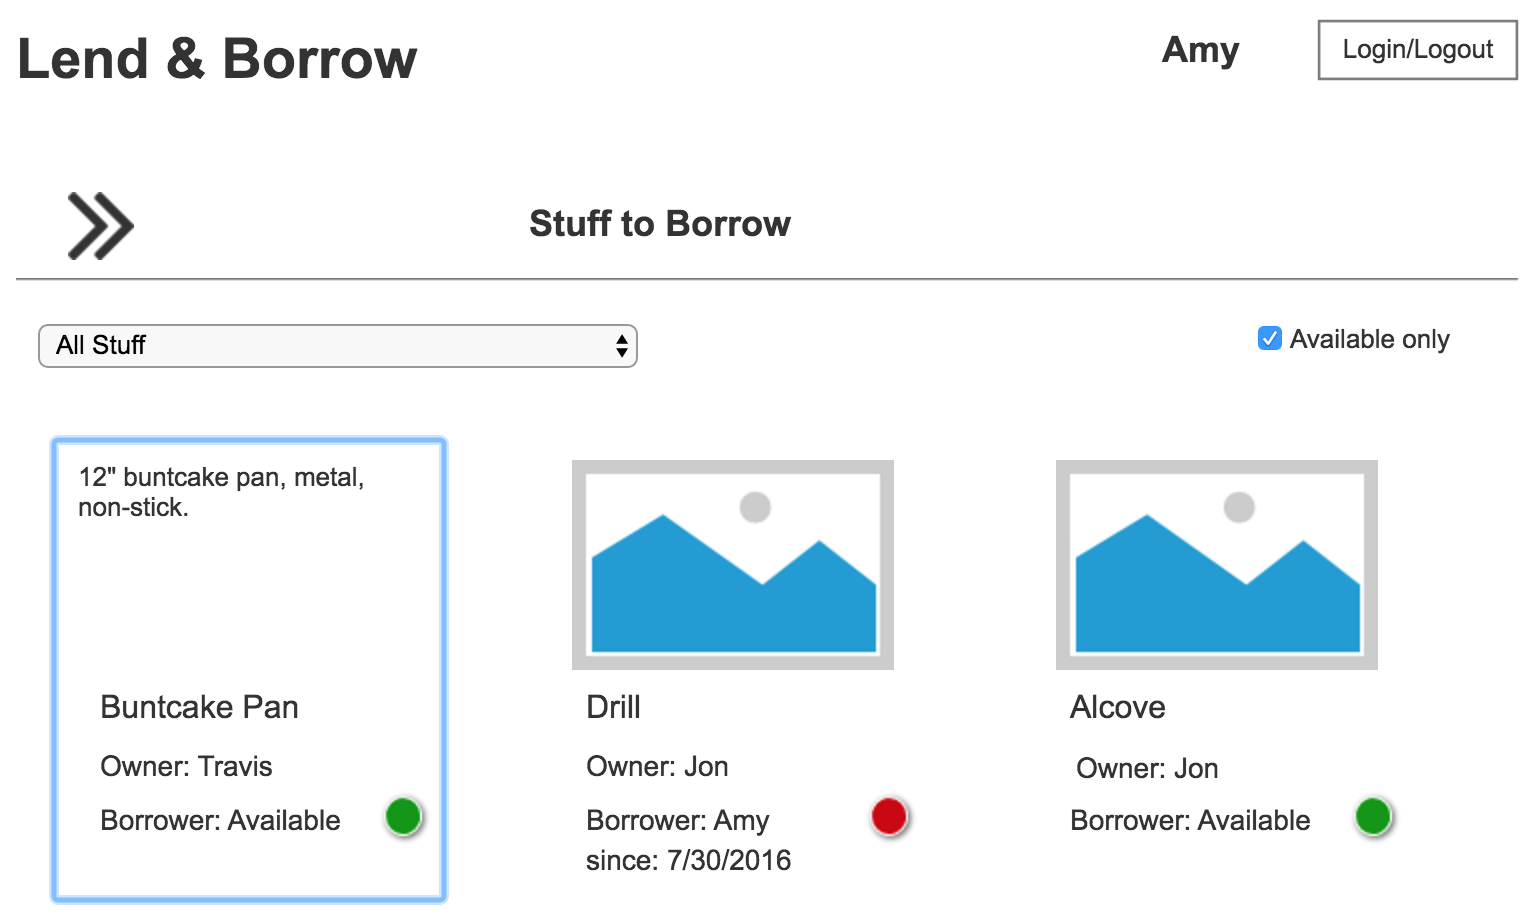 Lend & Borrow
Amy
Login/Logout
Stuff to Borrow
All Stuff
Available only
12" buntcake pan, metal,
non-stick.
Buntcake Pan
Owner: Travis
Borrower: Available
Drill
Owner: Jon
Borrower: Amy
since: 7/30/2016
Alcove
Owner: Jon
Borrower: Available